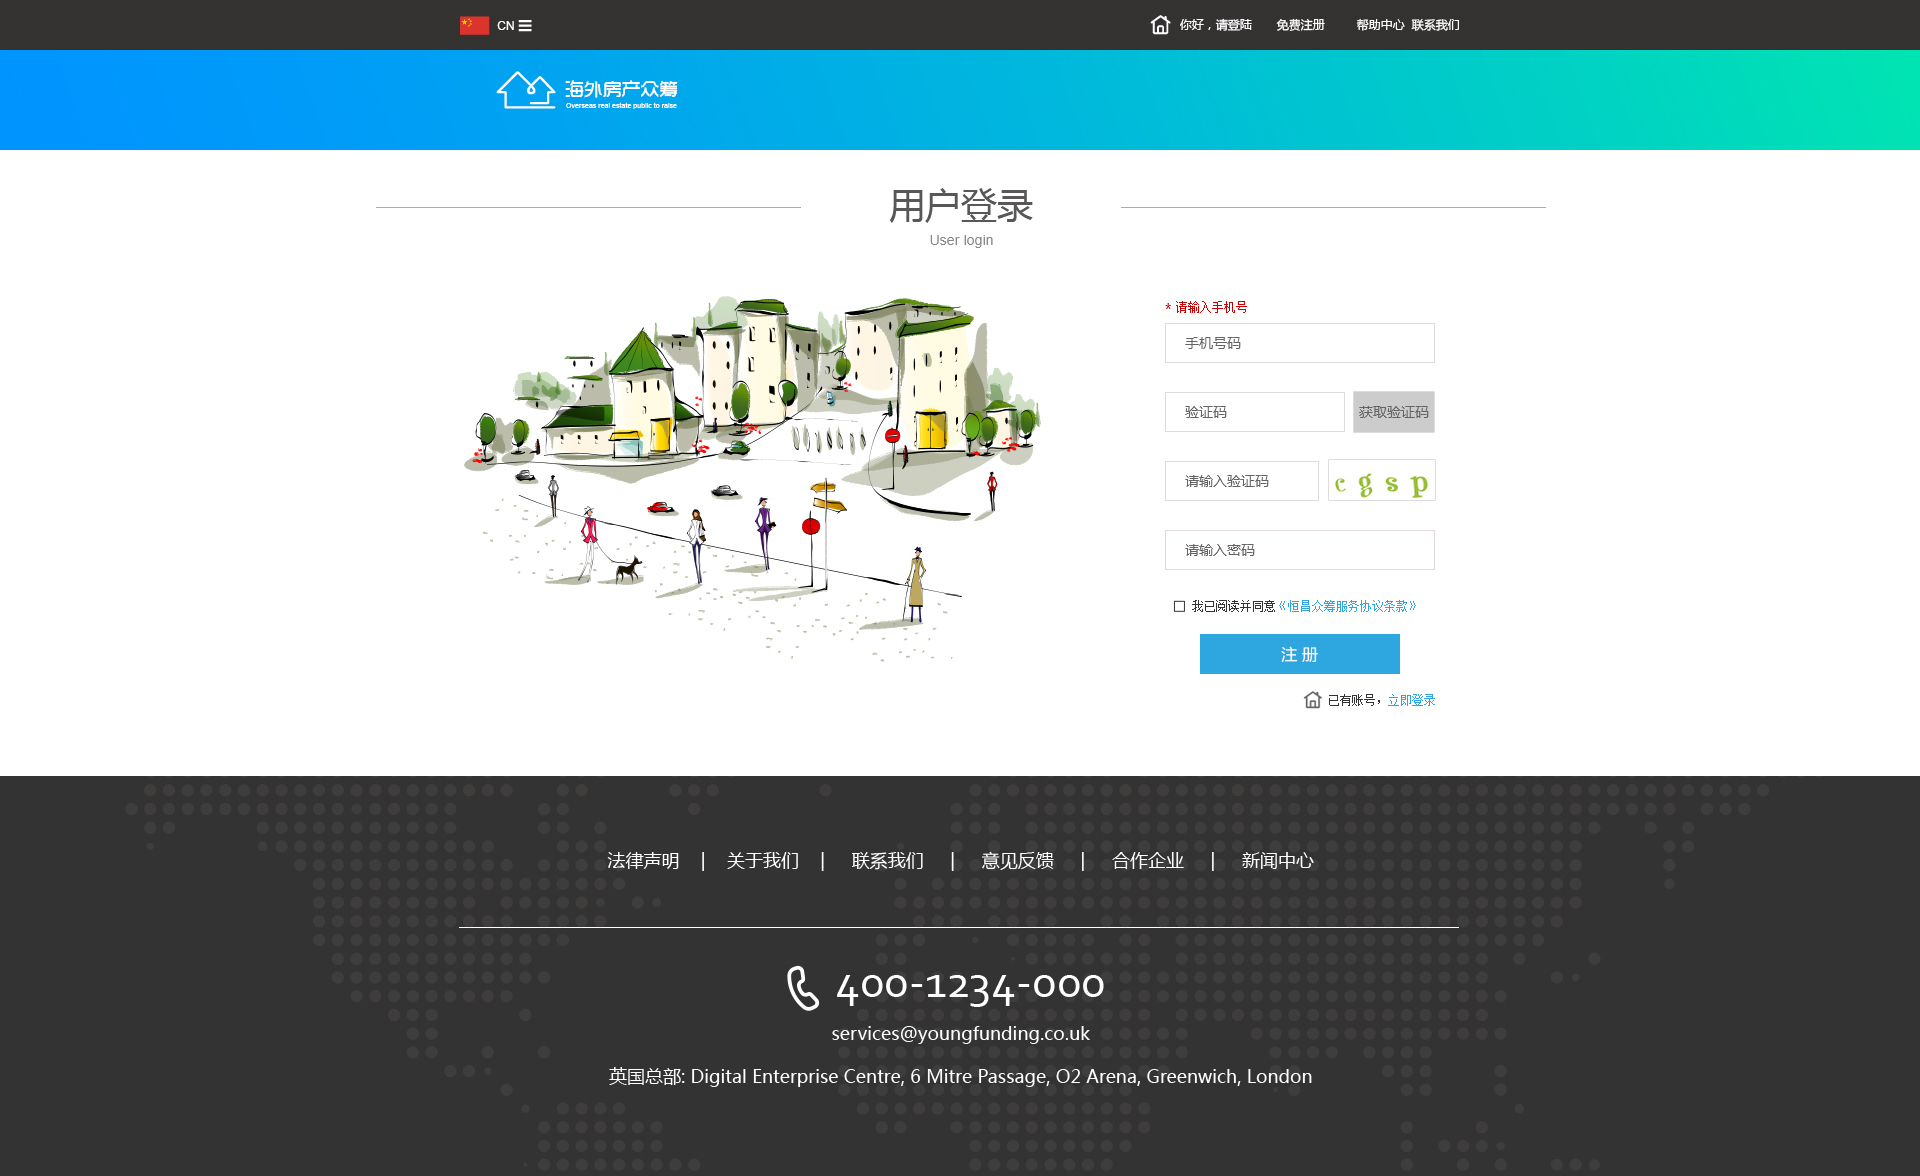 CN
你好，请登陆 免费注册 帮助中心 联系我们
海外房产众筹
Overseas real estate public to raise
用户登录
User login
* 请输入手机号
手机号码
验证码 获取验证码
请输入验证码 cgsp
请输入密码
我已阅读并同意《恒昌众筹服务协议条款》
注 册
已有账号，立即登录
法律声明 | 关于我们 | 联系我们 | 意见反馈 | 合作企业 | 新闻中心
400-1234-000
services@youngfunding.co.uk
英国总部: Digital Enterprise Centre, 6 Mitre Passage, O2 Arena, Greenwich, London